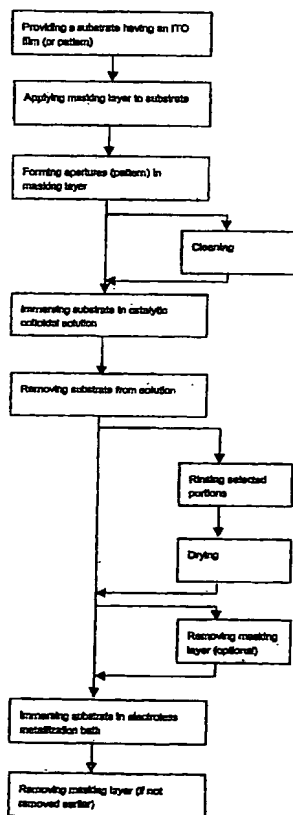 Providing a substrate having an ITO
film (or pattern)
Applying masking layer to substrate
Forming apertures (pattern) in
masking layer
Cleaning
Immersing substrate in catalytic
colloidal solution
Removing substrate from solution
Rinsing selected
portions
Drying
Removing masking
layer (optional)
Immersing substrate in electroless
metallization bath
Removing masking layer (if not
removed earlier)